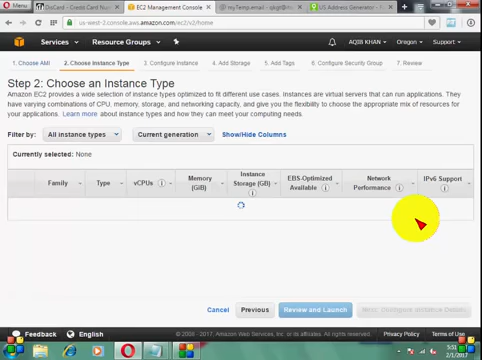 Menu
DisCard - Credit Card Num
EC2 Management Console
myTemp.email - qkgt@
US Address Generator -
us-west-2.console.aws.amazon.com/ec2/v2/home
Services
Resource Groups
AQIB KHAN
Oregon
Support
1. Choose AMI
2. Choose Instance Type
3. Configure Instance
4. Add Storage
5. Add Tags
6. Configure Security Group
7. Review
Step 2: Choose an Instance Type
Amazon EC2 provides a wide selection of instance types optimized to fit different use cases. Instances are virtual servers that can run applications. They
have varying combinations of CPU, memory, storage, and networking capacity, and give you the flexibility to choose the appropriate mix of resources for
your applications. Learn more about instance types and how they can meet your computing needs.
Filter by:
All instance types
Current generation
Show/Hide Columns
Currently selected: None
Family
Type
vCPUs
Memory
(GiB)
Instance
Storage (GB)
EBS-Optimized
Available
Network
Performance
IPv6 Support
Cancel
Previous
Review and Launch
Next: Configure Instance Details
Feedback
English
© 2008 - 2017, Amazon Web Services, Inc. or its affiliates. All rights reserved.
Privacy Policy
Terms of Use
5:51
2/1/2017